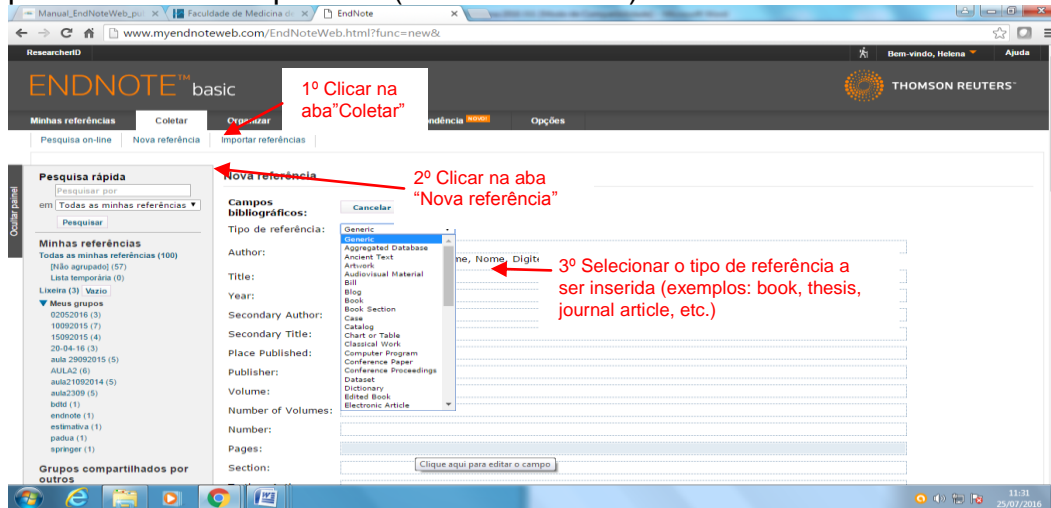 Manual_EndNoteWeb_pu
Faculdade de Medicina d
EndNote
www.myendnoteweb.com/EndNoteWeb.html?func=new&
ResearcherID
Bem-vindo, Helena
Ajuda
ENDNOTE™ basic
THOMSON REUTERS™
1º Clicar na
aba"Coletar"
Minhas referências Coletar Organizar ndência NOVO! Opções
Pesquisa on-line Nova referência Importar referências
Ocultar painel
Pesquisa rápida
Pesquisar por
em Todas as minhas referências
Pesquisar
Minhas referências
Todas as minhas referências (100)
[Não agrupado] (57)
Lista temporária (0)
Lixeira (3) Vazio
Meus grupos
02052016 (3)
10092015 (7)
15092015 (4)
20-04-16 (3)
aula 29092015 (5)
AULA2 (6)
aula21092014 (5)
aula2309 (5)
bdtd (1)
endnote (1)
estimativa (1)
padua (1)
springer (1)
Grupos compartilhados por
outros
Nova referência
2º Clicar na aba
“Nova referência”
Campos
bibliográficos:
Cancelar
Tipo de referência: Generic
Generic
Aggregated Database
Ancient Text
Artwork
Audiovisual Material
Bill
Blog
Book
Book Section
Case
Catalog
Chart or Table
Classical Work
Computer Program
Conference Paper
Conference Proceedings
Dataset
Dictionary
Edited Book
Electronic Article
Author:
me, Nome, Digite
3º Selecionar o tipo de referência a
ser inserida (exemplos: book, thesis,
journal article, etc.)
Title:
Year:
Secondary Author:
Secondary Title:
Place Published:
Publisher:
Volume:
Number of Volumes:
Number:
Pages:
Section:
Clique aqui para editar o campo
11:31
25/07/2016